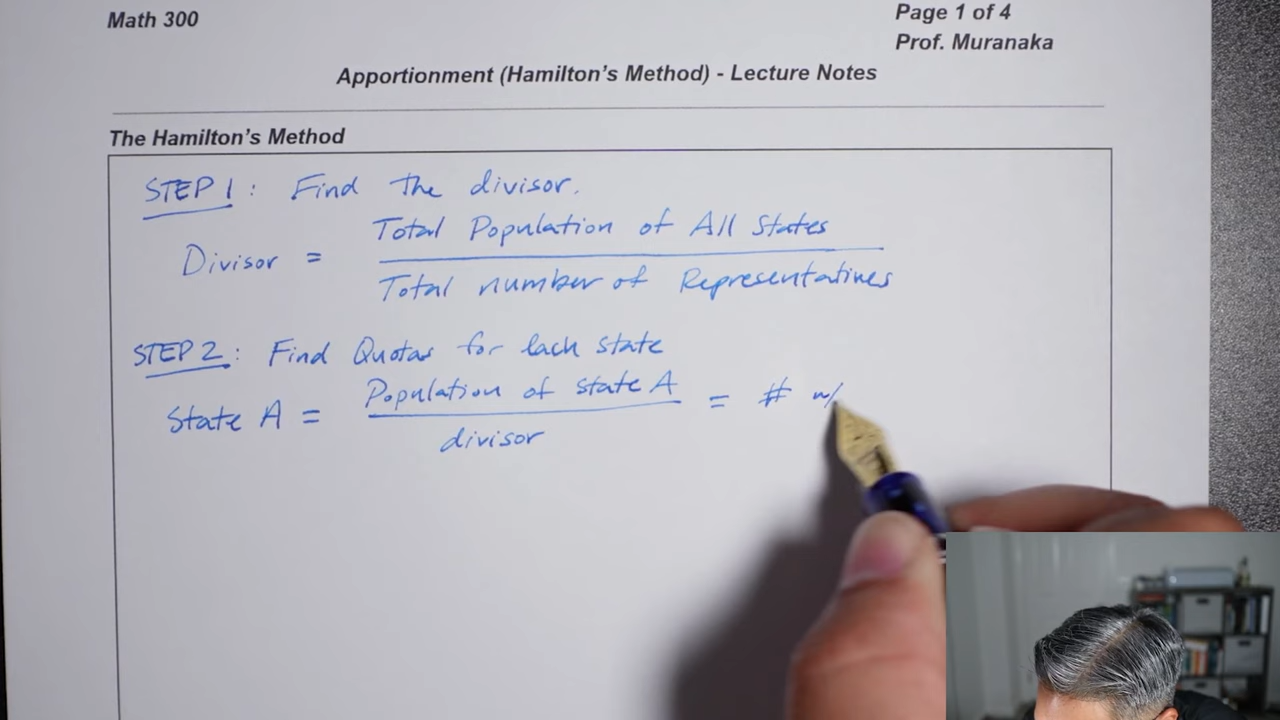 Math 300
Page 1 of 4
Prof. Muranaka
Apportionment (Hamilton's Method) - Lecture Notes
The Hamilton's Method
STEP 1: Find the divisor.
Divisor = Total Population of All States
Total number of Representatives
STEP 2: Find Quotas for each state
State A = Population of state A = # w/
divisor